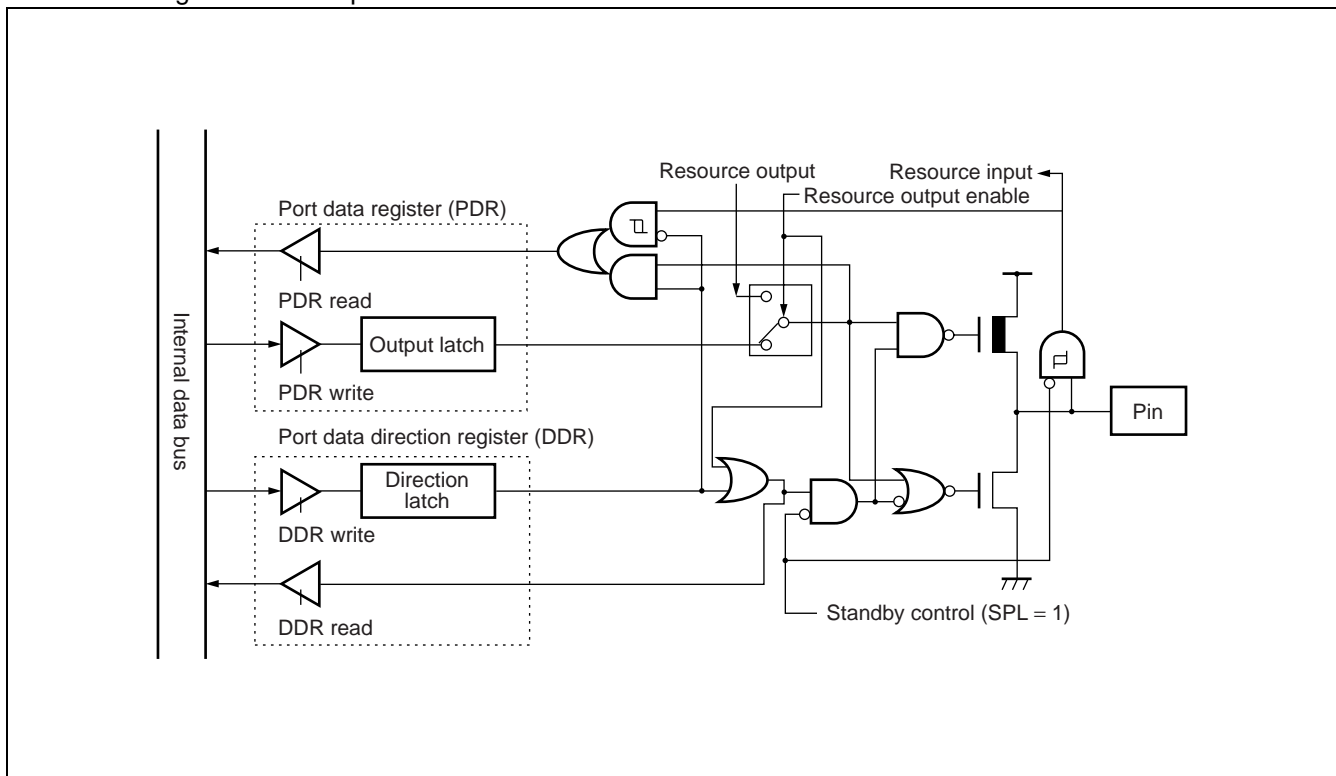 Resource output
Resource input
Resource output enable
Port data register (PDR)
PDR read
Output latch
PDR write
Internal data bus
Pin
Port data direction register (DDR)
Direction
latch
DDR write
DDR read
Standby control (SPL = 1)